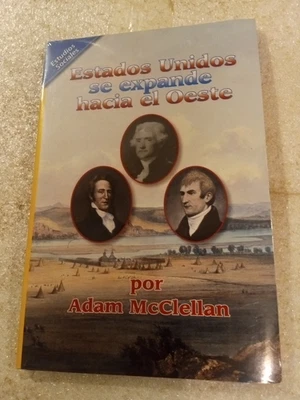 Estudios
sociales
Estados Unidos
se expande
hacia el Oeste
por
Adam McClellan